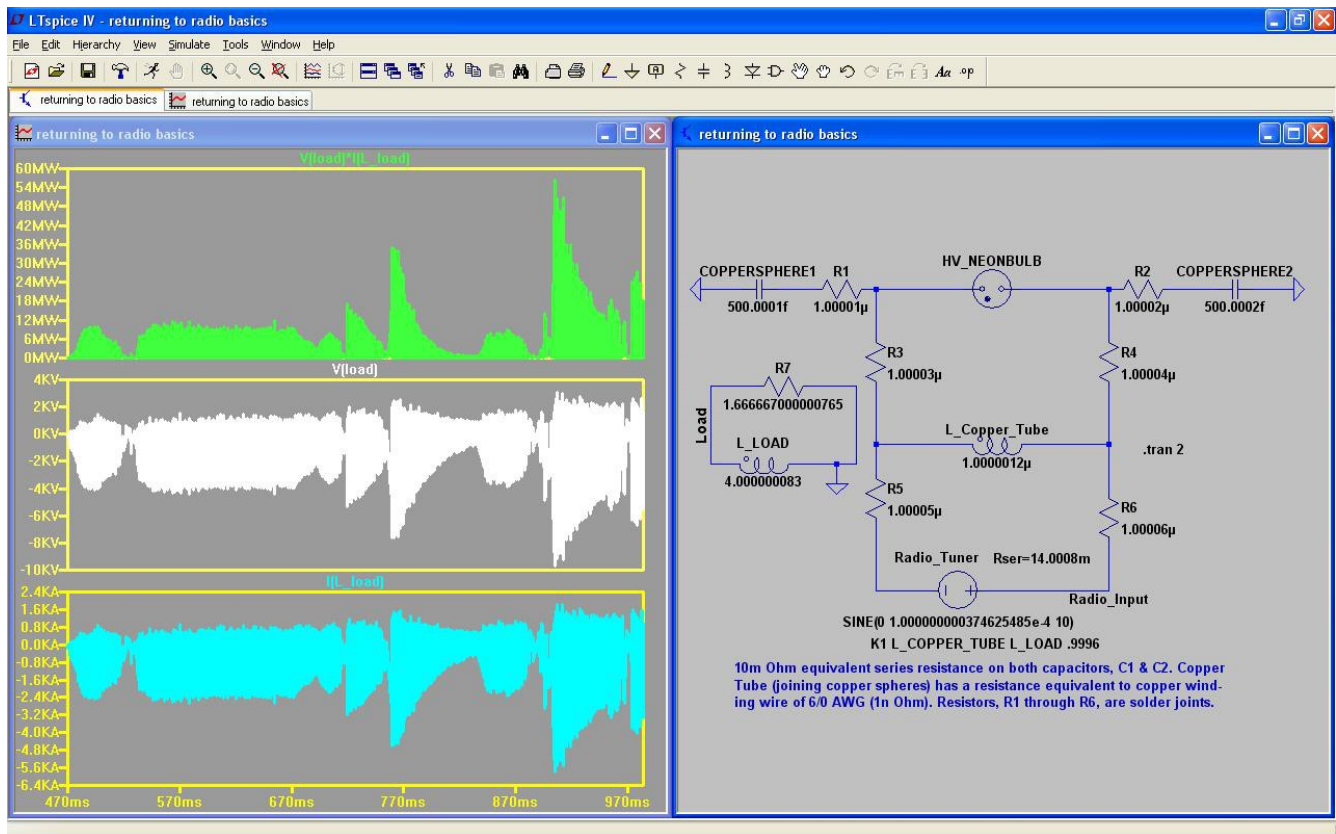 LTspice IV - returning to radio basics
File Edit Hierarchy View Simulate Tools Window Help
returning to radio basics
returning to radio basics
returning to radio basics
V(load)*I(L_load)
60MW
54MW
48MW
42MW
36MW
30MW
24MW
18MW
12MW
6MW
0MW
V(load)
4KV
2KV
0KV
-2KV
-4KV
-6KV
-8KV
-10KV
I(L_load)
2.4KA
1.6KA
0.8KA
0.0KA
-0.8KA
-1.6KA
-2.4KA
-3.2KA
-4.0KA
-4.8KA
-5.6KA
-6.4KA
470ms 570ms 670ms 770ms 870ms 970ms
returning to radio basics
HV_NEONBULB
COPPERSPHERE1 R1 R2 COPPERSPHERE2
500.0001f 1.00001µ 1.00002µ 500.0002f
R3 R4
1.00003µ 1.00004µ
R7
1.666667000000765
Load
L_LOAD
4.000000083
L_Copper_Tube
1.0000012µ
.tran 2
R5
1.00005µ
R6
1.00006µ
Radio_Tuner Rser=14.0008m
Radio_Input
SINE(0 1.000000000374625485e-4 10)
K1 L_COPPER_TUBE L_LOAD .9996
10m Ohm equivalent series resistance on both capacitors, C1 & C2. Copper
Tube (joining copper spheres) has a resistance equivalent to copper wind-
ing wire of 6/0 AWG (1n Ohm). Resistors, R1 through R6, are solder joints.